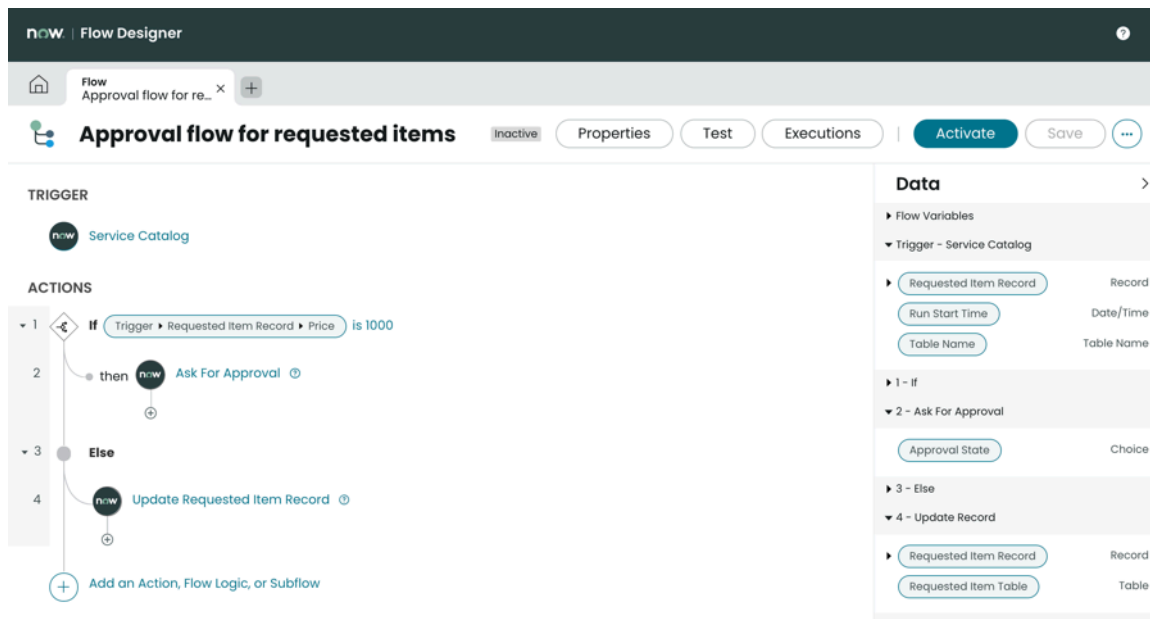 now. | Flow Designer
?
Flow
Approval flow for re... ×
+
Approval flow for requested items
Inactive
Properties
Test
Executions
|
Activate
Save
...
TRIGGER
now Service Catalog
ACTIONS
1 If Trigger ▸ Requested Item Record ▸ Price is 1000
2 then now Ask For Approval ?
3 Else
4 now Update Requested Item Record ?
+ Add an Action, Flow Logic, or Subflow
Data
Flow Variables
Trigger - Service Catalog
Requested Item Record Record
Run Start Time Date/Time
Table Name Table Name
1 - If
2 - Ask For Approval
Approval State Choice
3 - Else
4 - Update Record
Requested Item Record Record
Requested Item Table Table